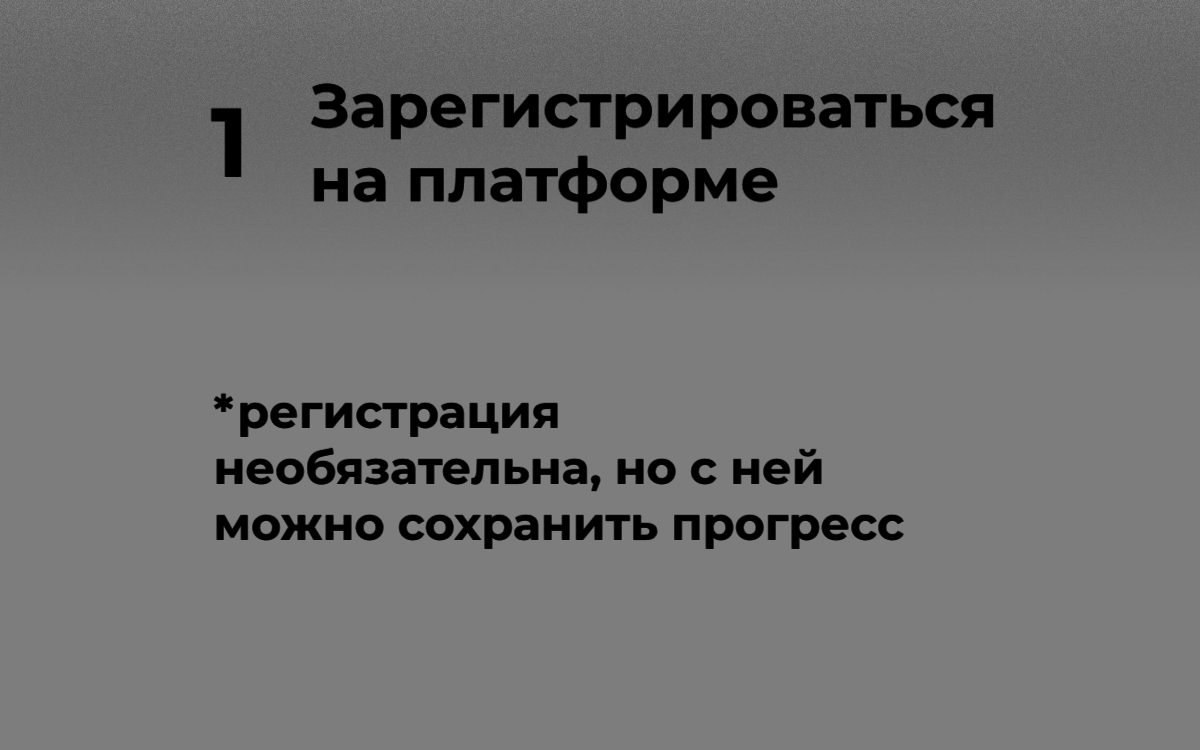 1
Зарегистрироваться
на платформе
*регистрация
необязательна, но с ней
можно сохранить прогресс